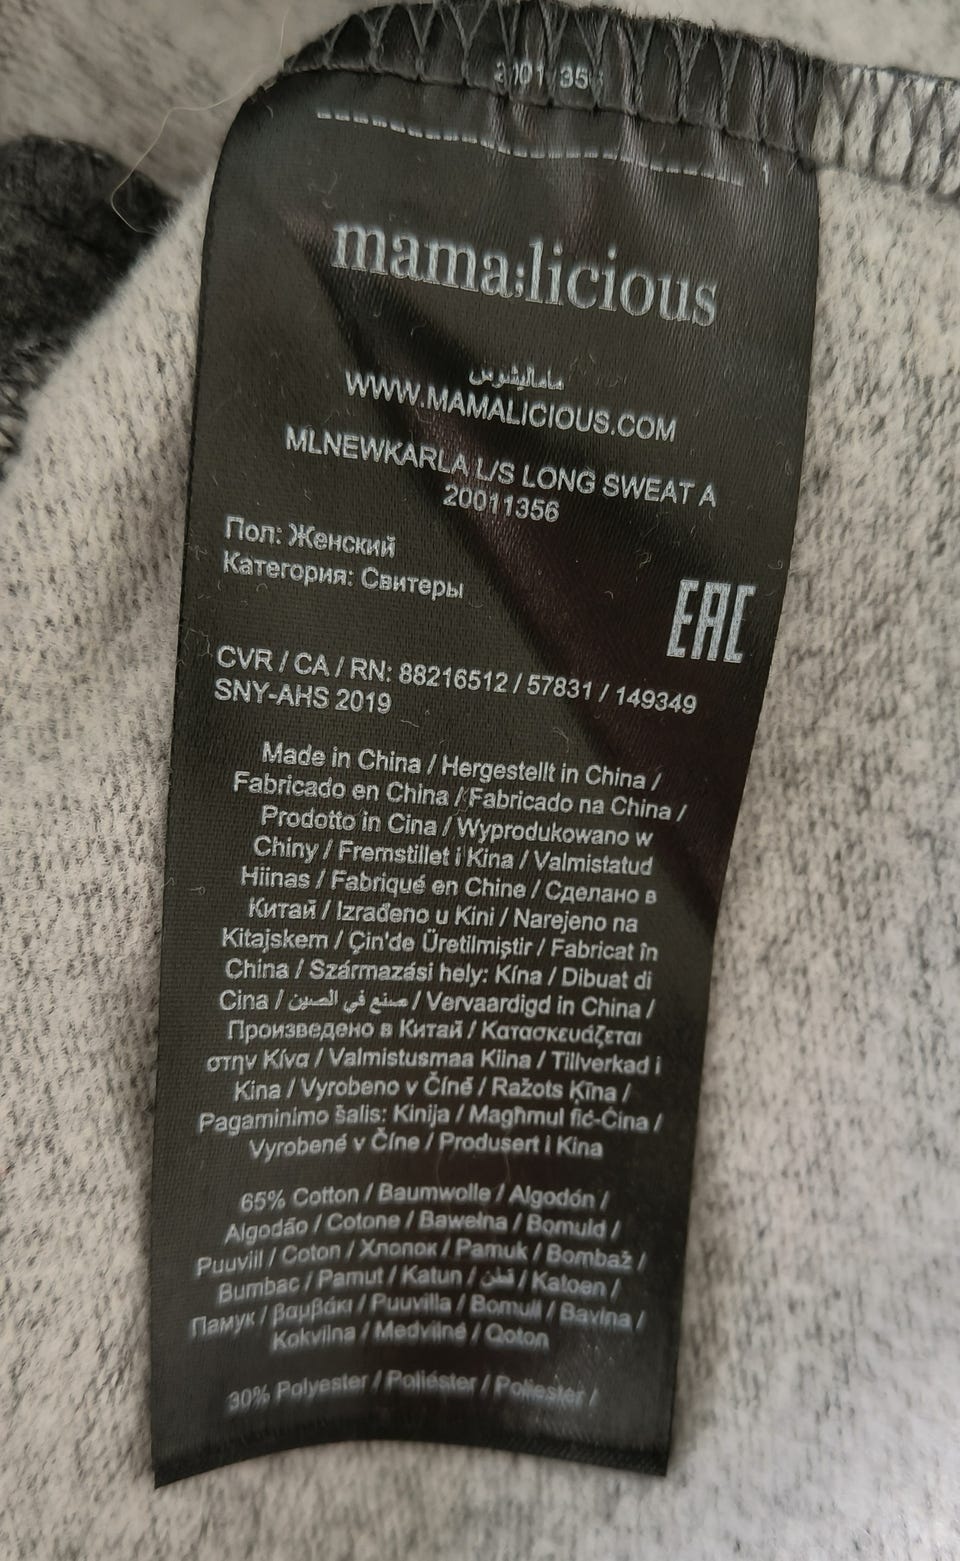 mama;licious
ماماليشوس
WWW.MAMALICIOUS.COM
MLNEWKARLA L/S LONG SWEAT A
20011356
Пол: Женский
Категория: Свитеры
EAC
CVR / CA / RN: 88216512 / 57831 / 149349
SNY-AHS 2019
Made in China / Hergestellt in China /
Fabricado en China / Fabricado na China /
Prodotto in Cina / Wyprodukowano w
Chiny / Fremstillet i Kina / Valmistatud
Hiinas / Fabriqué en Chine / Сделано в
Китай / Izrađeno u Kini / Narejeno na
Kitajskem / Çin'de Üretilmiştir / Fabricat în
China / Származási hely: Kína / Dibuat di
Cina / صنع في الصين / Vervaardigd in China /
Произведено в Китай / Κατασκευάζεται
στην Κίνα / Valmistusmaa Kiina / Tillverkad i
Kina / Vyrobeno v Číně / Ražots Ķīna /
Pagaminimo šalis: Kinija / Magħmul fiċ-Ċina /
Vyrobené v Číne / Produsert i Kina
65% Cotton / Baumwolle / Algodón /
Algodão / Cotone / Bawełna / Bomuld /
Puuvill / Coton / Хлопок / Pamuk / Bombaž /
Bumbac / Pamut / Katun / قطن / Katoen /
Памук / βαμβάκι / Puuvilla / Bomull / Bavlna /
Kokvilna / Medvilnė / Qoton
30% Polyester / Poliéster / Poliester /